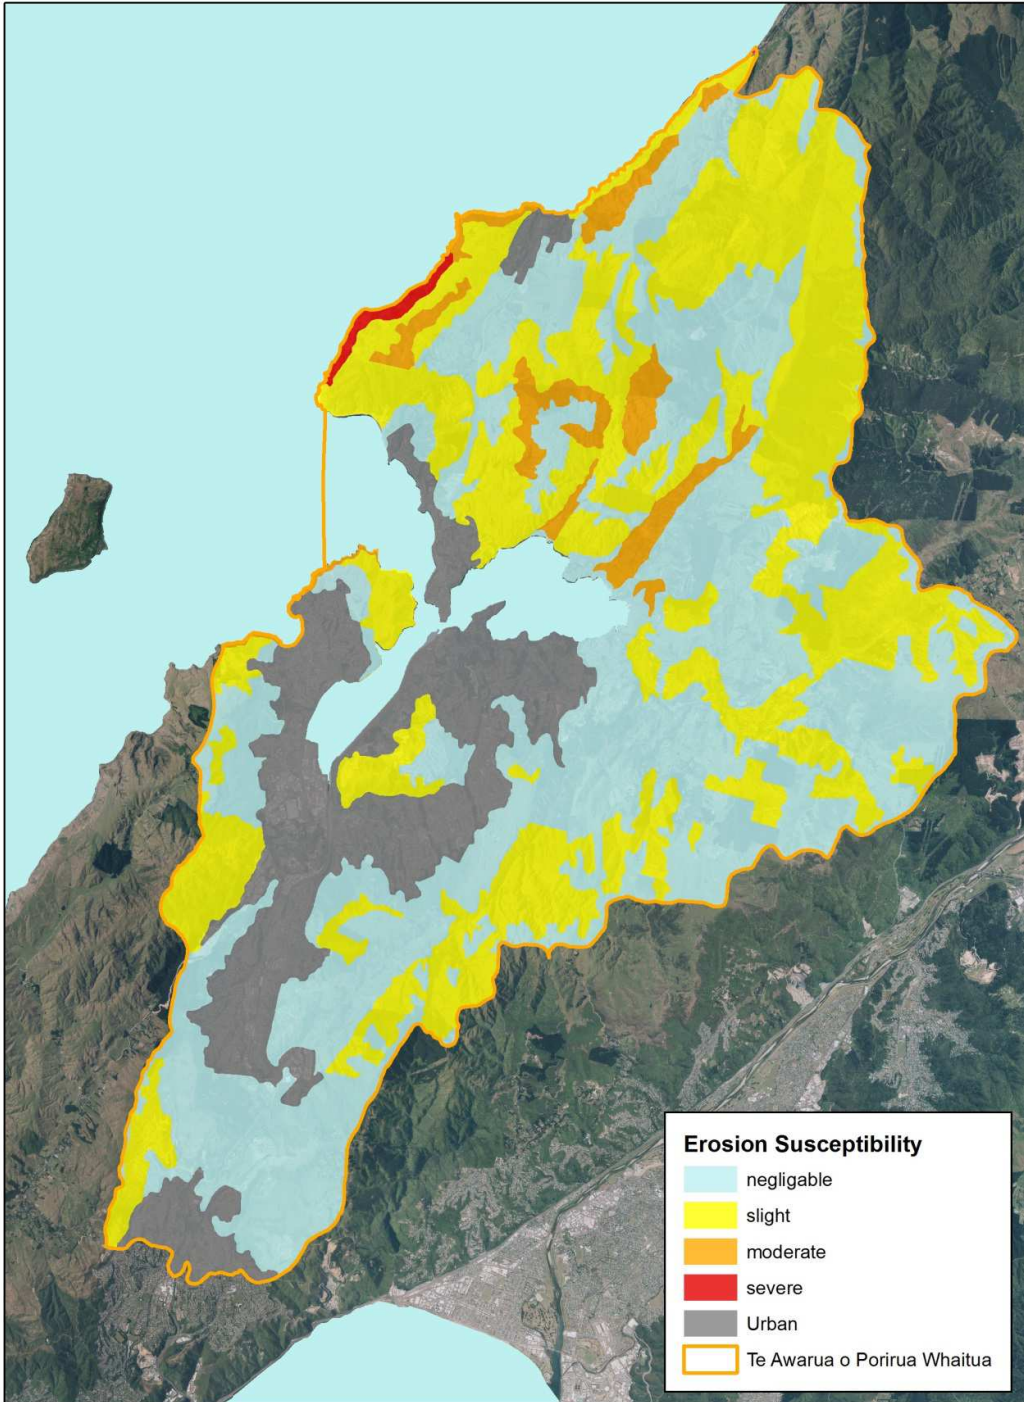 Erosion Susceptibility
negligable
slight
moderate
severe
Urban
Te Awarua o Porirua Whaitua